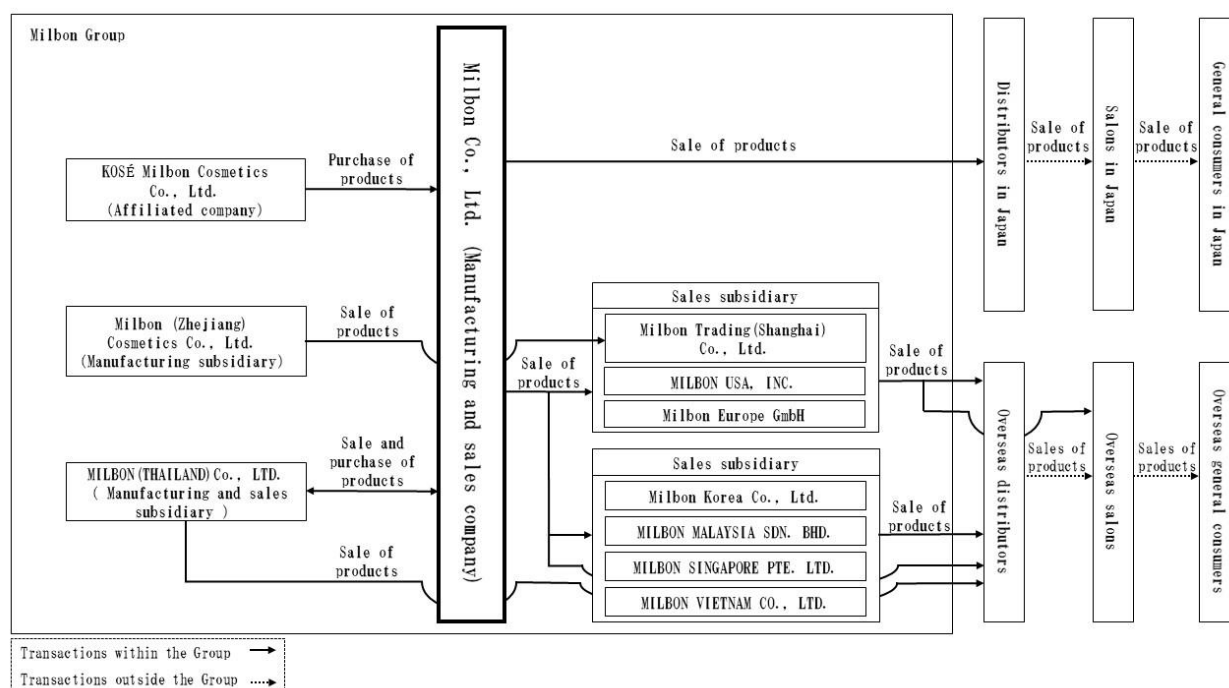 Milbon Group
KOSÉ Milbon Cosmetics
Co., Ltd.
(Affiliated company)
Purchase of
products
Milbon (Zhejiang)
Cosmetics Co., Ltd.
(Manufacturing subsidiary)
Sale of
products
MILBON(THAILAND)Co., LTD.
( Manufacturing and sales
subsidiary )
Sale and
purchase of
products
Sale of
products
Milbon Co., Ltd. (Manufacturing and sales company)
Sale of products
Sale of
products
Sales subsidiary
Milbon Trading(Shanghai)
Co., Ltd.
MILBON USA, INC.
Milbon Europe GmbH
Sale of
products
Sales subsidiary
Milbon Korea Co., Ltd.
MILBON MALAYSIA SDN. BHD.
MILBON SINGAPORE PTE. LTD.
MILBON VIETNAM CO., LTD.
Sale of
products
Distributors in Japan
Sale of
products
Salons in Japan
Sale of
products
General consumers in Japan
Overseas distributors
Sales of
products
Overseas salons
Sales of
products
Overseas general consumers
Transactions within the Group
Transactions outside the Group